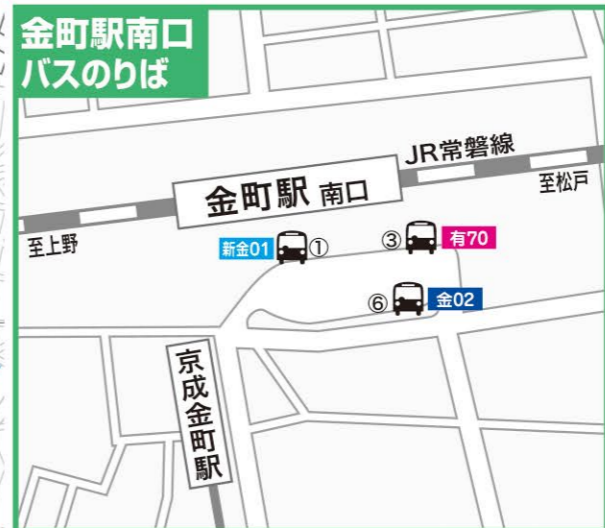 金町駅南口
バスのりば
JR常磐線
金町駅 南口
至松戸
至上野
新金01 ①
③ 有70
⑥ 金02
京成金町駅